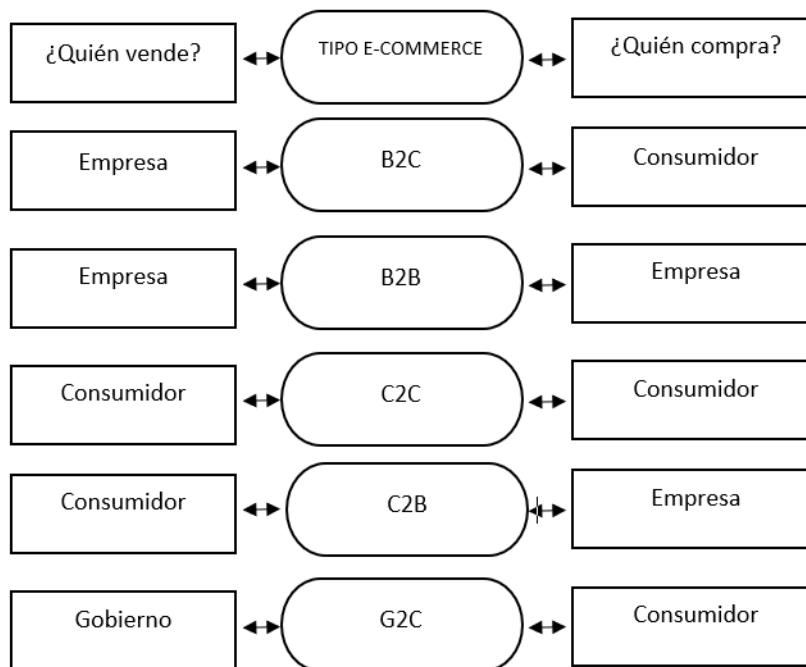 ¿Quién vende?
TIPO E-COMMERCE
¿Quién compra?
Empresa
B2C
Consumidor
Empresa
B2B
Empresa
Consumidor
C2C
Consumidor
Consumidor
C2B
Empresa
Gobierno
G2C
Consumidor